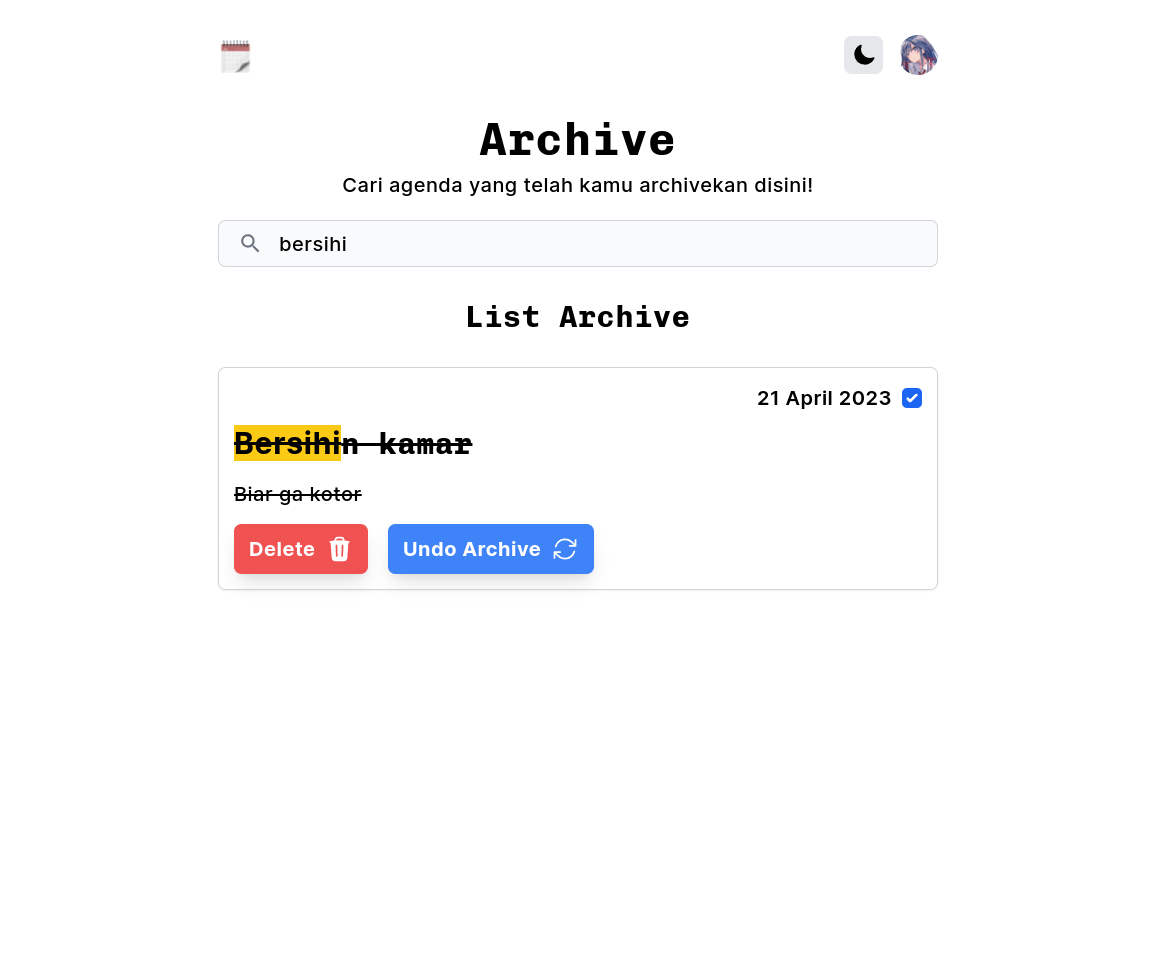 Archive
Cari agenda yang telah kamu archivekan disini!
bersihi
List Archive
21 April 2023
Bersihin kamar
Biar ga kotor
Delete
Undo Archive